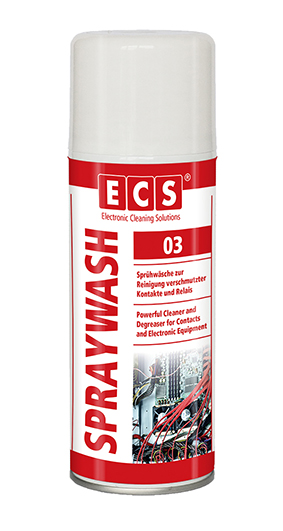 ECS®
Electronic Cleaning Solutions
03
SPRAYWASH
Sprühwäsche zur
Reinigung verschmutzter
Kontakte und Relais
Powerful Cleaner and
Degreaser for Contacts
and Electronic Equipment